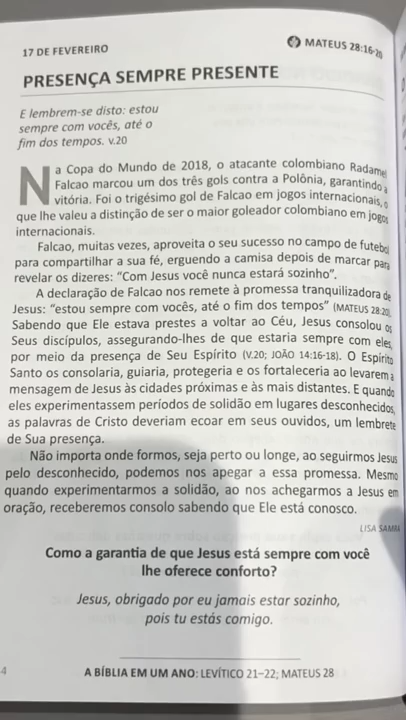 17 DE FEVEREIRO
MATEUS 28:16-20
PRESENÇA SEMPRE PRESENTE
E lembrem-se disto: estou
sempre com vocês, até o
fim dos tempos. v.20
Na Copa do Mundo de 2018, o atacante colombiano Radamel
Falcao marcou um dos três gols contra a Polônia, garantindo a
vitória. Foi o trigésimo gol de Falcao em jogos internacionais, o
que lhe valeu a distinção de ser o maior goleador colombiano em jogos
internacionais.
Falcao, muitas vezes, aproveita o seu sucesso no campo de futebol
para compartilhar a sua fé, erguendo a camisa depois de marcar para
revelar os dizeres: “Com Jesus você nunca estará sozinho”.
A declaração de Falcao nos remete à promessa tranquilizadora de
Jesus: “estou sempre com vocês, até o fim dos tempos” (MATEUS 28:20).
Sabendo que Ele estava prestes a voltar ao Céu, Jesus consolou os
Seus discípulos, assegurando-lhes de que estaria sempre com eles,
por meio da presença de Seu Espírito (V.20; JOÃO 14:16-18). O Espírito
Santo os consolaria, guiaria, protegeria e os fortaleceria ao levarem a
mensagem de Jesus às cidades próximas e às mais distantes. E quando
eles experimentassem períodos de solidão em lugares desconhecidos,
as palavras de Cristo deveriam ecoar em seus ouvidos, um lembrete
de Sua presença.
Não importa onde formos, seja perto ou longe, ao seguirmos Jesus
pelo desconhecido, podemos nos apegar a essa promessa. Mesmo
quando experimentarmos a solidão, ao nos achegarmos a Jesus em
oração, receberemos consolo sabendo que Ele está conosco.
LISA SAMRA
Como a garantia de que Jesus está sempre com você
lhe oferece conforto?
Jesus, obrigado por eu jamais estar sozinho,
pois tu estás comigo.
4
A BÍBLIA EM UM ANO: LEVÍTICO 21–22; MATEUS 28